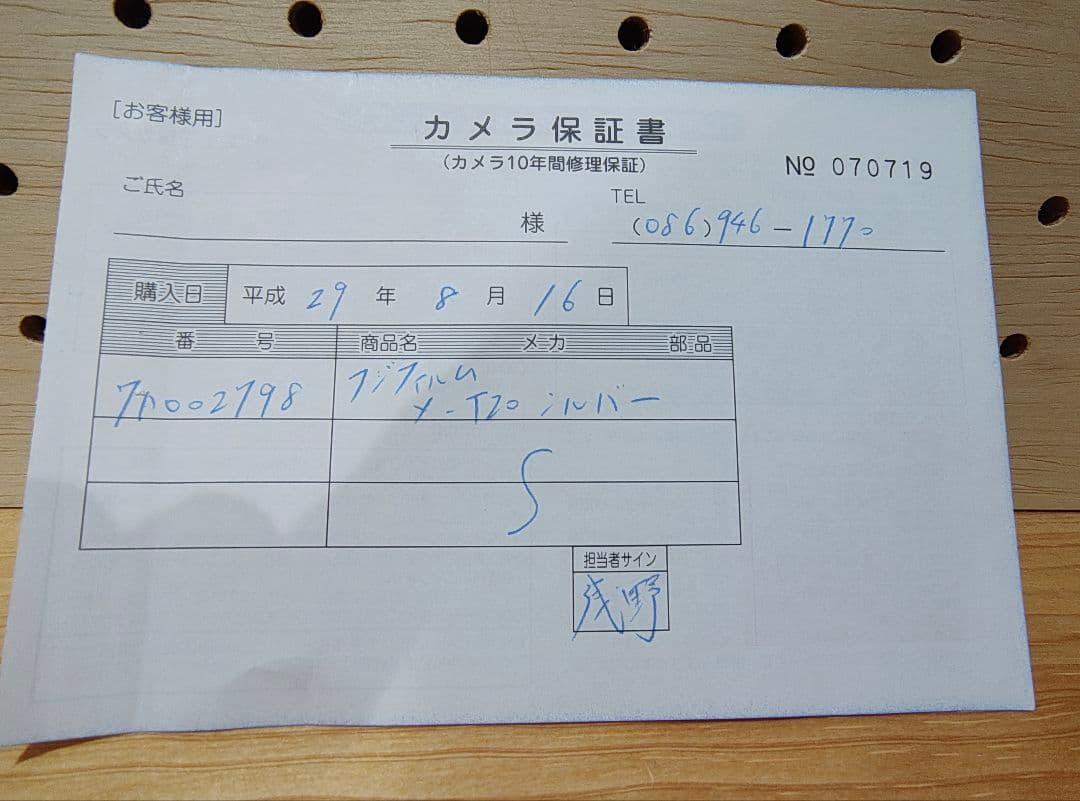 [お客様用]
カメラ保証書
(カメラ10年間修理保証)
№ 070719
ご氏名
様
TEL
(086)946-1770
購入日 平成 29 年 8 月 16 日
番号 商品名 メカ 部品
7A002798 フジフイルム
X-T20 シルバー
担当者サイン
浅野